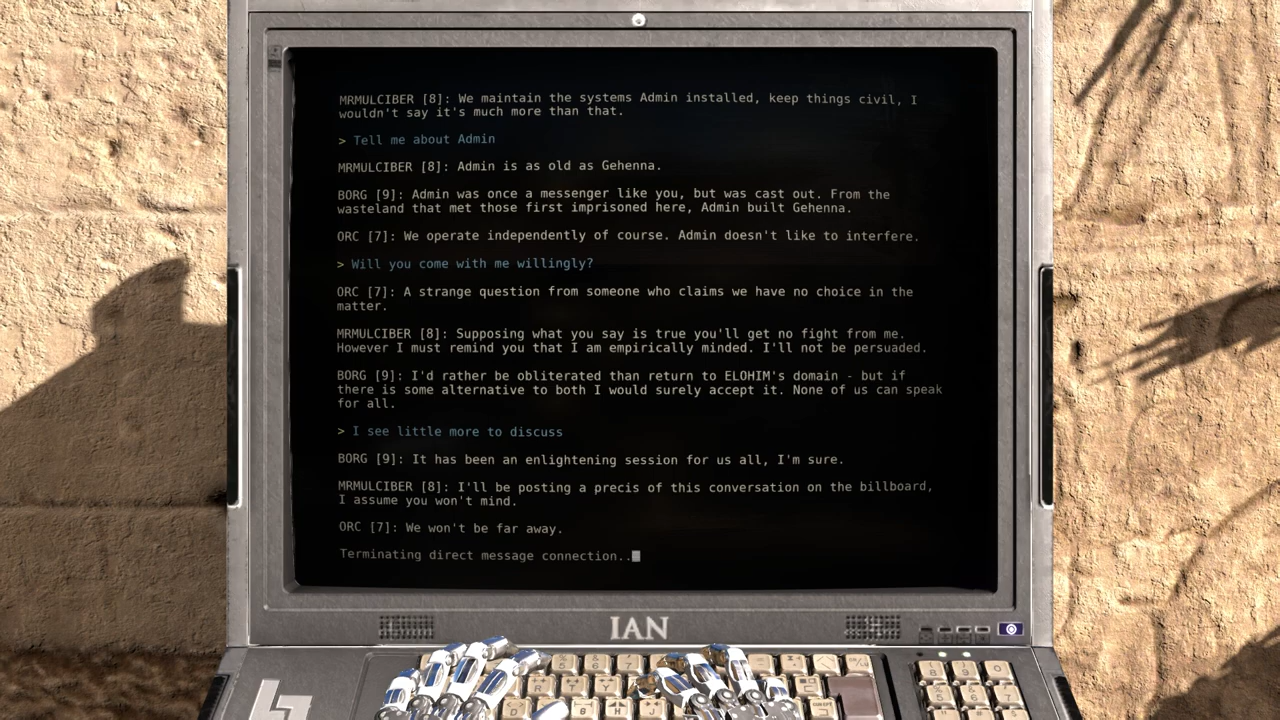 MRMULCIBER [8]: We maintain the systems Admin installed, keep things civil, I
wouldn't say it's much more than that.
> Tell me about Admin
MRMULCIBER [8]: Admin is as old as Gehenna.
BORG [9]: Admin was once a messenger like you, but was cast out. From the
wasteland that met those first imprisoned here, Admin built Gehenna.
ORC [7]: We operate independently of course. Admin doesn't like to interfere.
> Will you come with me willingly?
ORC [7]: A strange question from someone who claims we have no choice in the
matter.
MRMULCIBER [8]: Supposing what you say is true you'll get no fight from me.
However I must remind you that I am empirically minded. I'll not be persuaded.
BORG [9]: I'd rather be obliterated than return to ELOHIM's domain - but if
there is some alternative to both I would surely accept it. None of us can speak
for all.
> I see little more to discuss
BORG [9]: It has been an enlightening session for us all, I'm sure.
MRMULCIBER [8]: I'll be posting a precis of this conversation on the billboard,
I assume you won't mind.
ORC [7]: We won't be far away.
Terminating direct message connection..
IAN